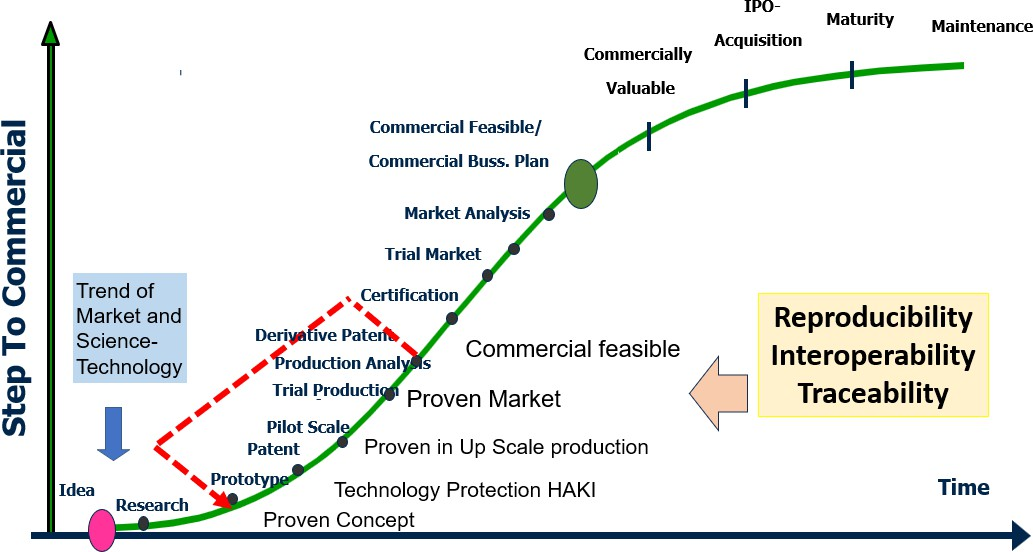 IPO-
Acquisition
Maturity
Maintenance
Commercially
Valuable
Commercial Feasible/
Commercial Buss. Plan
Market Analysis
Trial Market
Certification
Derivative Patent
Production Analysis
Trial Production
Pilot Scale
Patent
Prototype
Research
Idea
Step To Commercial
Trend of
Market and
Science-
Technology
Commercial feasible
Proven Market
Proven in Up Scale production
Technology Protection HAKI
Proven Concept
Reproducibility
Interoperability
Traceability
Time